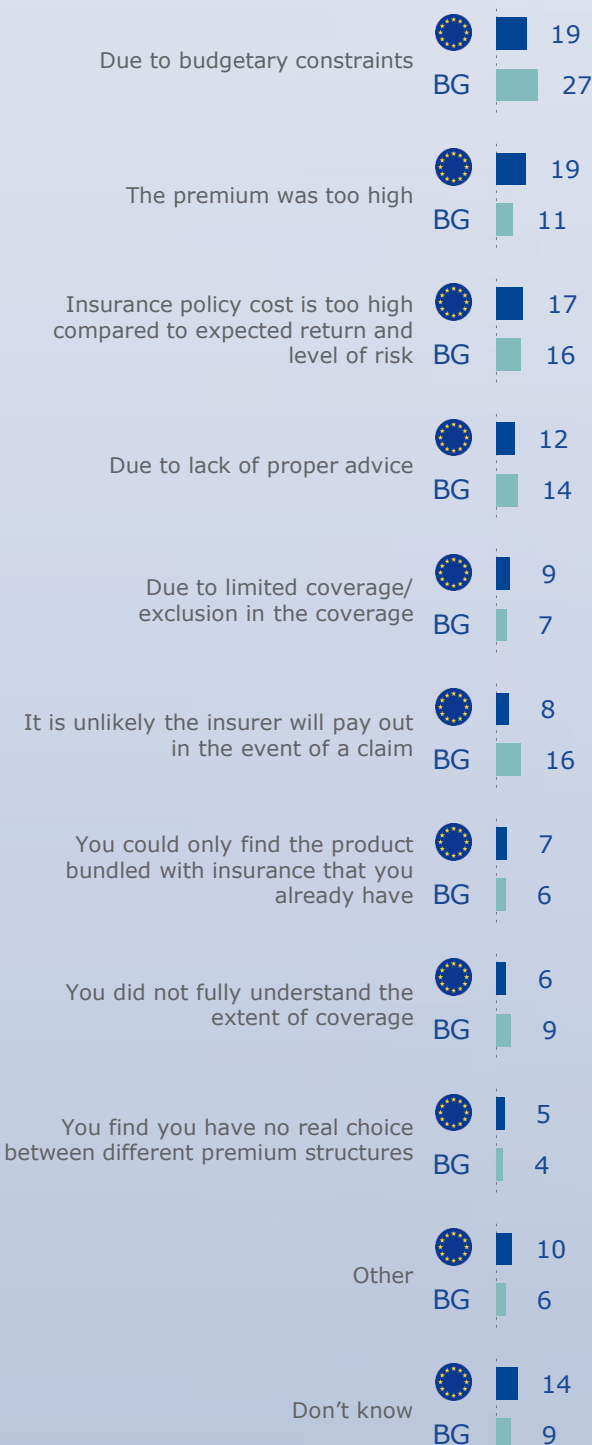 19
Due to budgetary constraints
BG 27
19
The premium was too high
BG 11
Insurance policy cost is too high 17
compared to expected return and
level of risk BG 16
12
Due to lack of proper advice
BG 14
9
Due to limited coverage/
exclusion in the coverage
BG 7
It is unlikely the insurer will pay out 8
in the event of a claim
BG 16
You could only find the product 7
bundled with insurance that you
already have BG 6
6
You did not fully understand the
extent of coverage
BG 9
5
You find you have no real choice
between different premium structures
BG 4
10
Other
BG 6
14
Don't know
BG 9